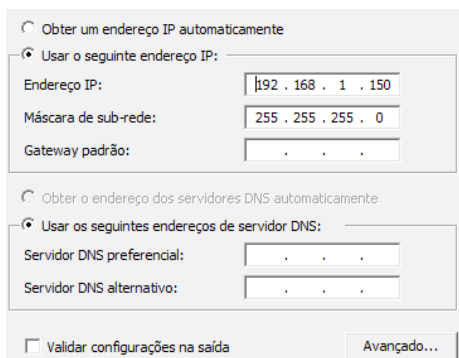 Obter um endereço IP automaticamente
Usar o seguinte endereço IP:
Endereço IP: 192 . 168 . 1 . 150
Máscara de sub-rede: 255 . 255 . 255 . 0
Gateway padrão: . . .
Obter o endereço dos servidores DNS automaticamente
Usar os seguintes endereços de servidor DNS:
Servidor DNS preferencial: . . .
Servidor DNS alternativo: . . .
Validar configurações na saída Avançado...